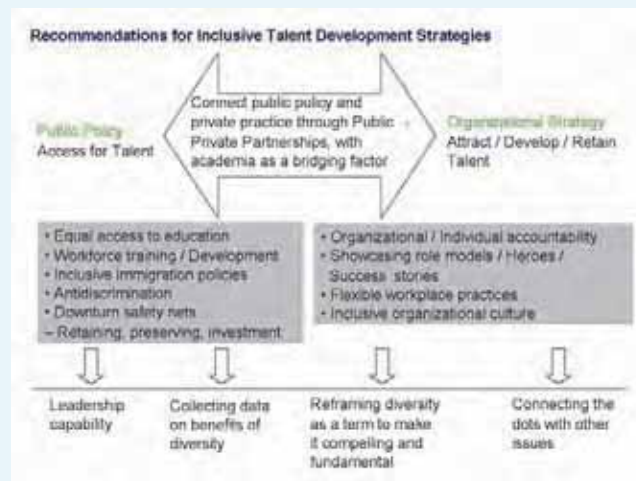 Recommendations for Inclusive Talent Development Strategies
Connect public policy and
private practice through Public -
Private Partnerships, with
academia as a bridging factor
Public Policy
Access for Talent
Organizational Strategy
Attract / Develop / Retain
Talent
• Equal access to education
• Workforce training / Development
• Inclusive immigration policies
• Antidiscrimination
• Downturn safety nets
– Retaining, preserving, investment
• Organizational / Individual accountability
• Showcasing role models / Heroes /
Success stories
• Flexible workplace practices
• Inclusive organizational culture
Leadership
capability
Collecting data
on benefits of
diversity
Reframing diversity
as a term to make
it compelling and
fundamental
Connecting the
dots with other
issues